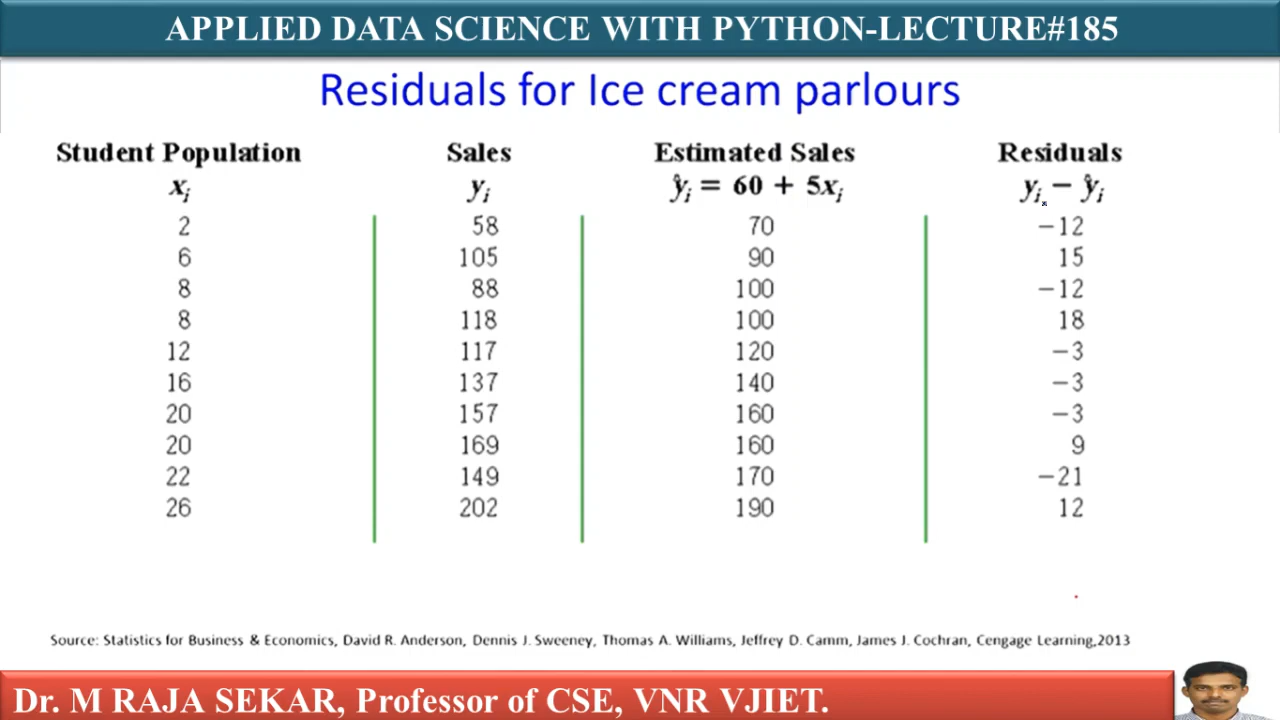 APPLIED DATA SCIENCE WITH PYTHON-LECTURE#185
Residuals for Ice cream parlours
Student Population Sales Estimated Sales Residuals
xᵢ yᵢ ŷᵢ = 60 + 5xᵢ yᵢ − ŷᵢ
2 58 70 −12
6 105 90 15
8 88 100 −12
8 118 100 18
12 117 120 −3
16 137 140 −3
20 157 160 −3
20 169 160 9
22 149 170 −21
26 202 190 12
Source: Statistics for Business & Economics, David R. Anderson, Dennis J. Sweeney, Thomas A. Williams, Jeffrey D. Camm, James J. Cochran, Cengage Learning,2013
Dr. M RAJA SEKAR, Professor of CSE, VNR VJIET.